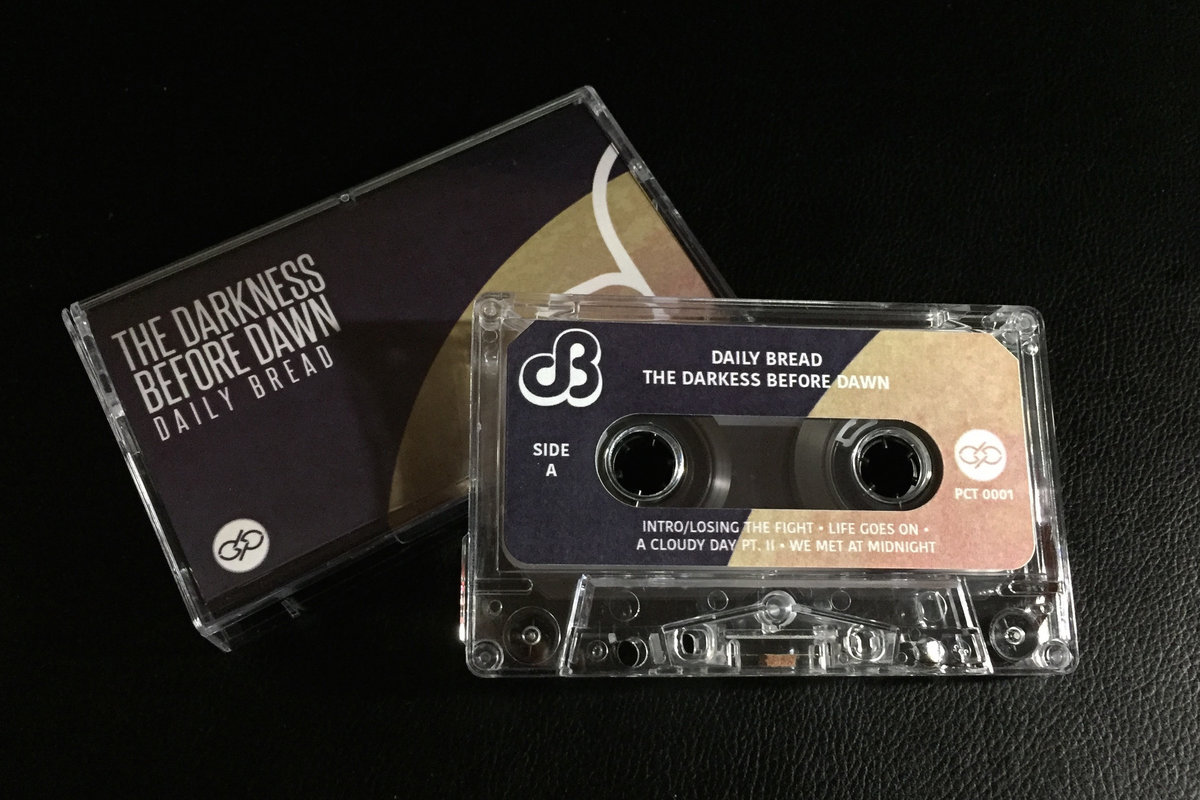 THE DARKNESS
BEFORE DAWN
DAILY BREAD
dB
DAILY BREAD
THE DARKESS BEFORE DAWN
SIDE
A
PCT 0001
INTRO/LOSING THE FIGHT • LIFE GOES ON •
A CLOUDY DAY PT. II • WE MET AT MIDNIGHT